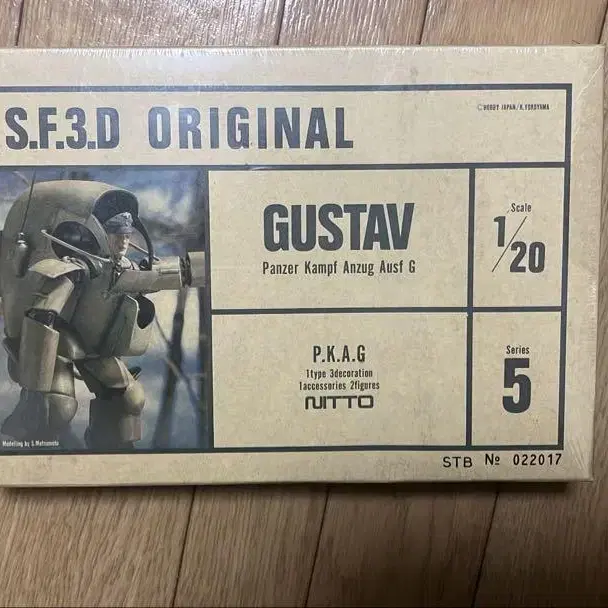 S.F.3.D ORIGINAL
© HOBBY JAPAN/K.YOKOYAMA
GUSTAV
Panzer Kampf Anzug Ausf G
Scale
1/20
P.K.A.G
1type 3decoration
1accessories 2figures
NITTO
Series
5
Modelling by S.Matsumoto
STB № 022017